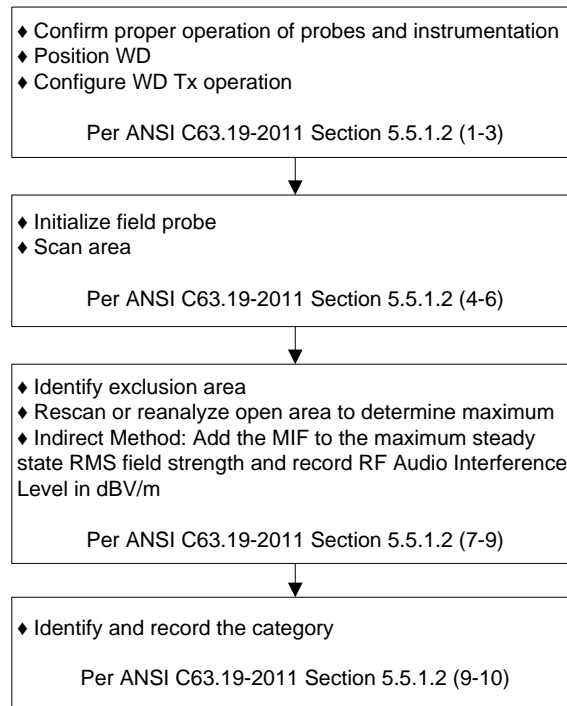 ♦ Confirm proper operation of probes and instrumentation
♦ Position WD
♦ Configure WD Tx operation
Per ANSI C63.19-2011 Section 5.5.1.2 (1-3)
♦ Initialize field probe
♦ Scan area
Per ANSI C63.19-2011 Section 5.5.1.2 (4-6)
♦ Identify exclusion area
♦ Rescan or reanalyze open area to determine maximum
♦ Indirect Method: Add the MIF to the maximum steady
state RMS field strength and record RF Audio Interference
Level in dBV/m
Per ANSI C63.19-2011 Section 5.5.1.2 (7-9)
♦ Identify and record the category
Per ANSI C63.19-2011 Section 5.5.1.2 (9-10)